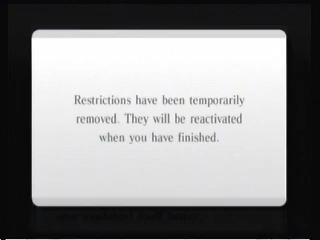 Restrictions have been temporarily
removed. They will be reactivated
when you have finished.